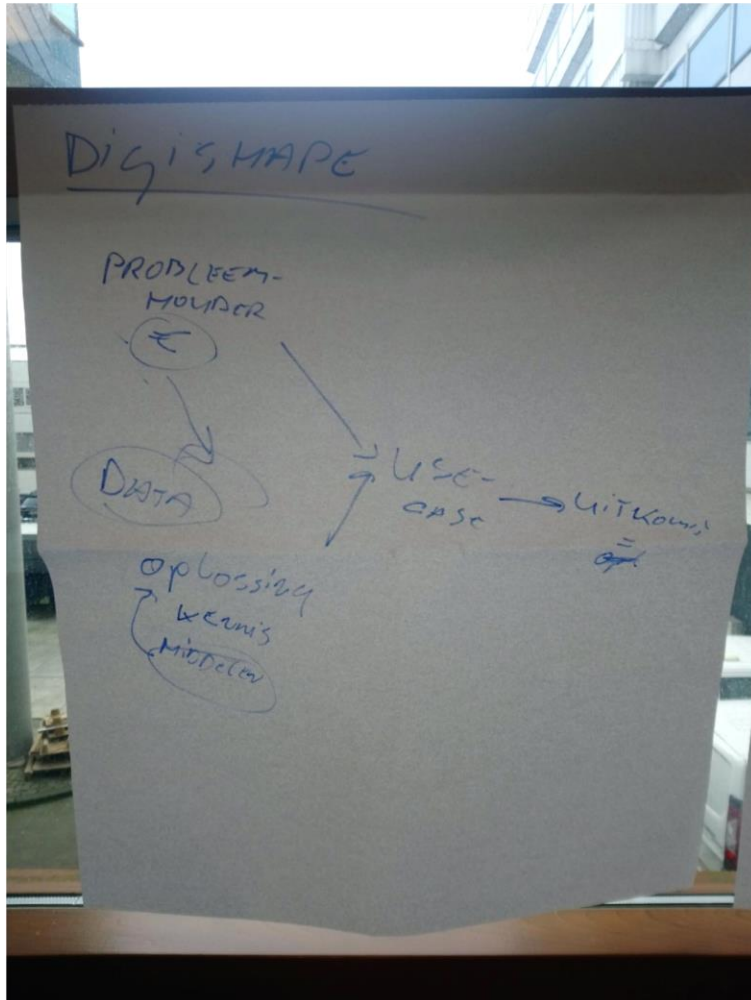 DigiSHAPE
PROBLEEM-
HOUDER
€
DATA
USE-
CASE
uitkomst
=
oplossing
kennis
MIDDELEN